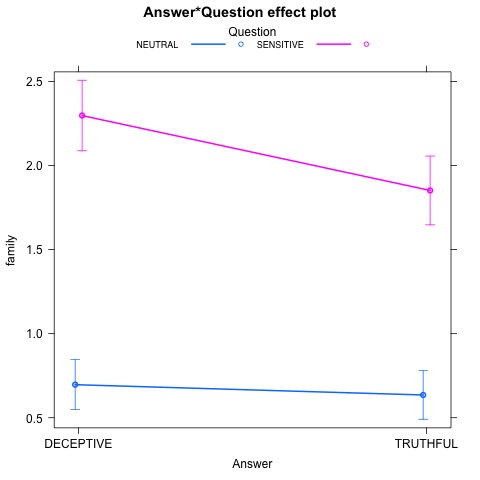 Answer*Question effect plot
Question
NEUTRAL SENSITIVE
2.5
2.0
1.5
1.0
0.5
family
DECEPTIVE TRUTHFUL
Answer